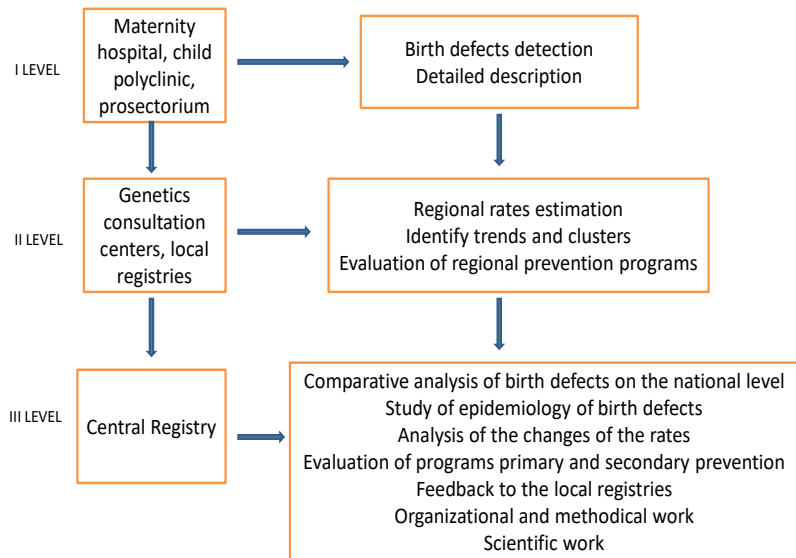 I LEVEL
Maternity
hospital, child
polyclinic,
prosectorium
Birth defects detection
Detailed description
II LEVEL
Genetics
consultation
centers, local
registries
Regional rates estimation
Identify trends and clusters
Evaluation of regional prevention programs
III LEVEL
Central Registry
Comparative analysis of birth defects on the national level
Study of epidemiology of birth defects
Analysis of the changes of the rates
Evaluation of programs primary and secondary prevention
Feedback to the local registries
Organizational and methodical work
Scientific work